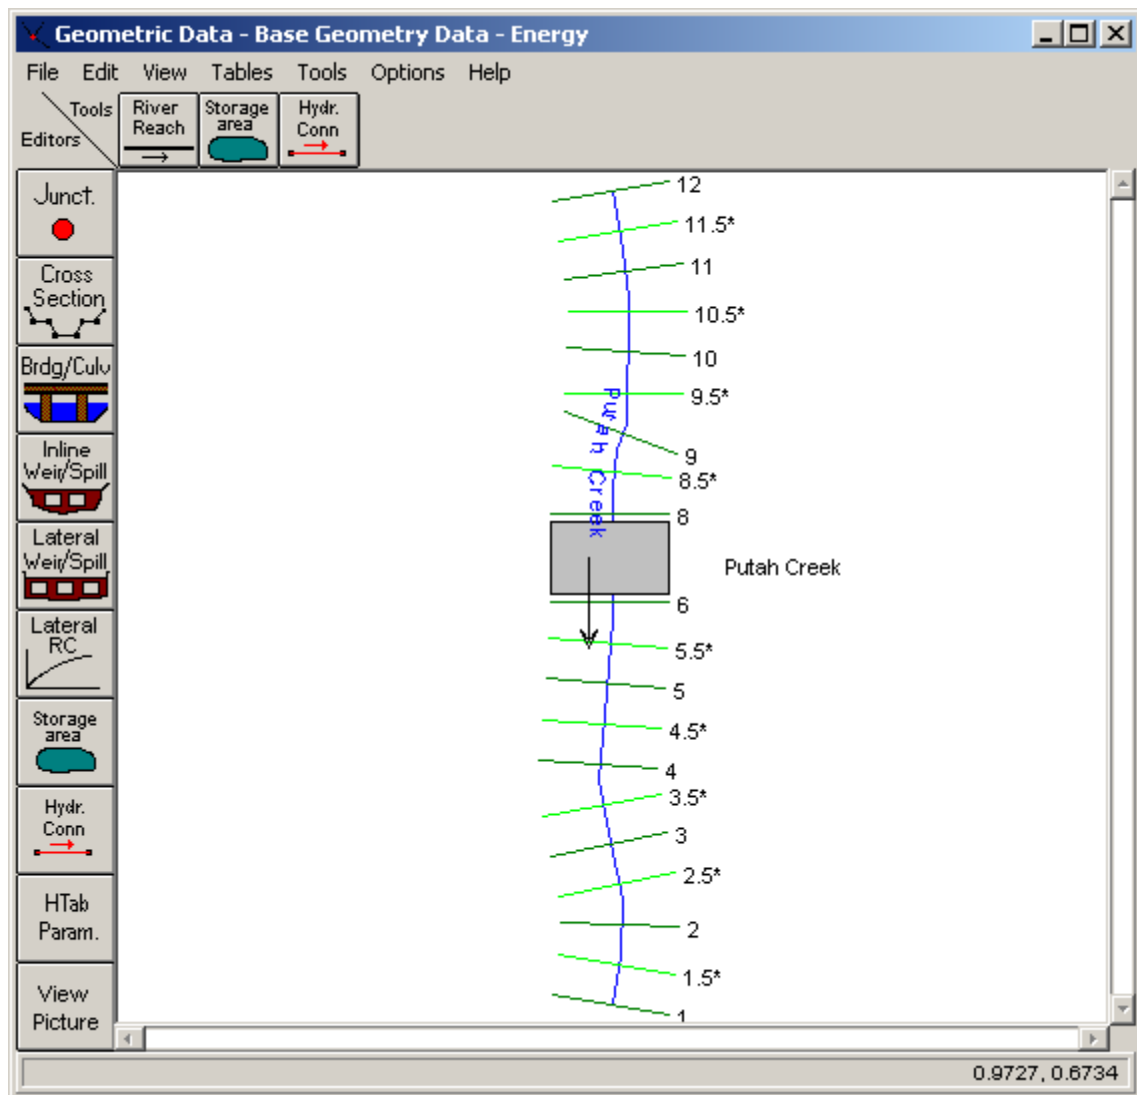 Geometric Data - Base Geometry Data - Energy
File Edit View Tables Tools Options Help
Tools
Editors
River
Reach
Storage
area
Hydr.
Conn
Junct.
Cross
Section
Brdg/Culv
Inline
Weir/Spill
Lateral
Weir/Spill
Lateral
RC
Storage
area
Hydr.
Conn
HTab
Param.
View
Picture
12
11.5*
11
10.5*
10
9.5*
9
8.5*
8
Putah Creek
Putah Creek
6
5.5*
5
4.5*
4
3.5*
3
2.5*
2
1.5*
1
0.9727, 0.6734